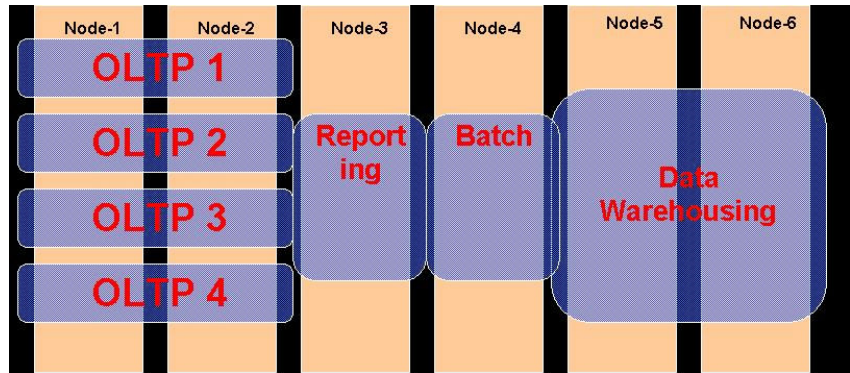 Node-1 Node-2 Node-3 Node-4 Node-5 Node-6
OLTP 1
OLTP 2
OLTP 3
OLTP 4
Report
ing
Batch
Data
Warehousing